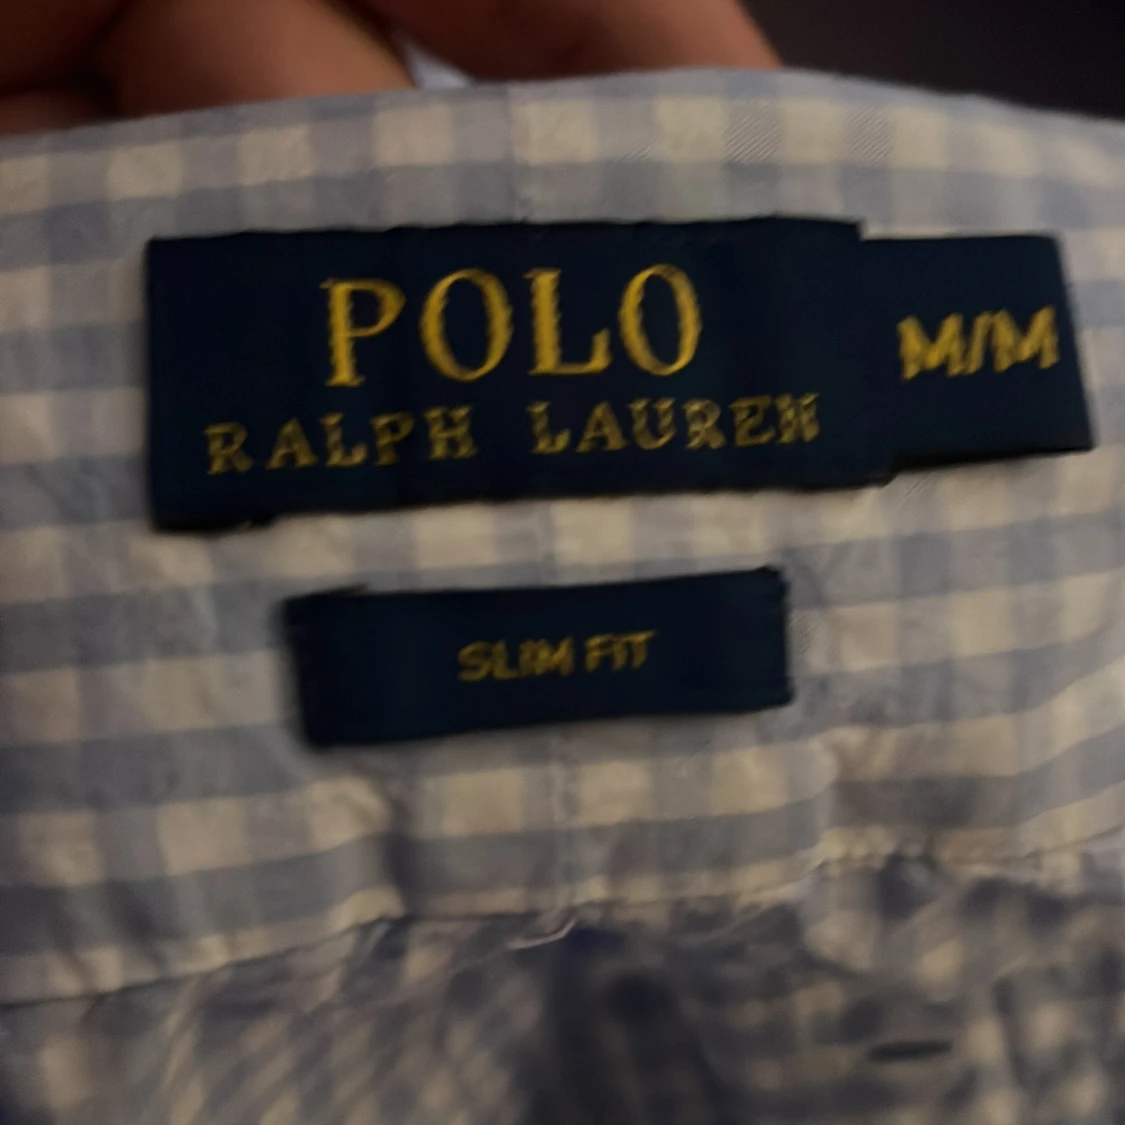 POLO
RALPH LAUREN
M/M
SLIM FIT